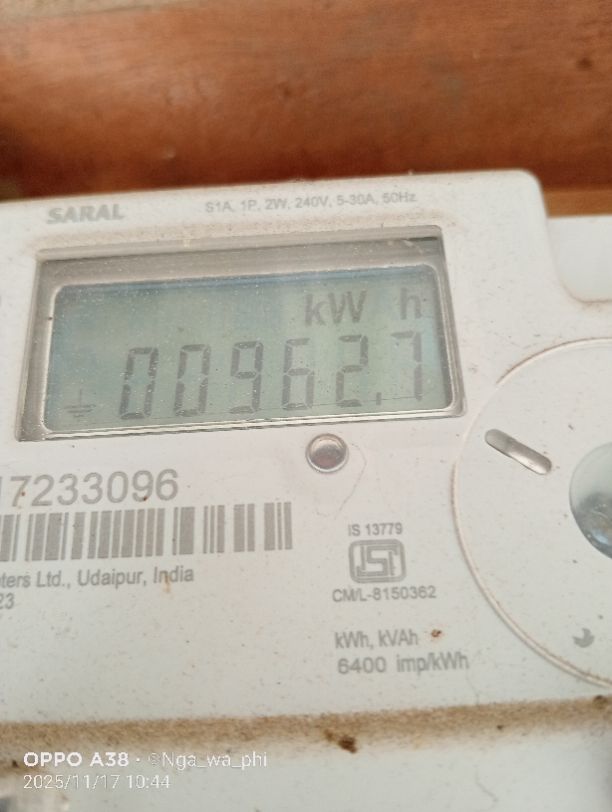 SARAL
S1A, 1P, 2W, 240V, 5-30A, 50Hz
kW h
00962.7
17233096
IS 13779
ISI
Ltd., Udaipur, India
CM/L-8150362
23
kWh, kVAh
6400 imp/kWh
OPPO A38 · ©Nga_wa_phi
2025/11/17 10:44